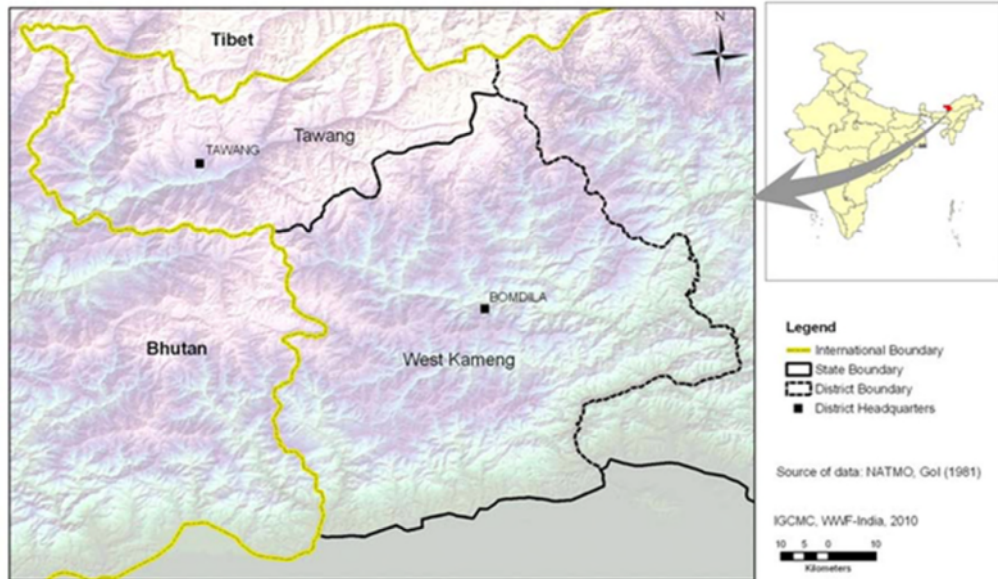 Tibet
N
Tawang
TAWANG
BOMDILA
Bhutan
West Kameng
Legend
International Boundary
State Boundary
District Boundary
District Headquarters
Source of data: NATMO, GoI (1981)
IGCMC, WWF-India, 2010
10 5 0 10
Kilometers